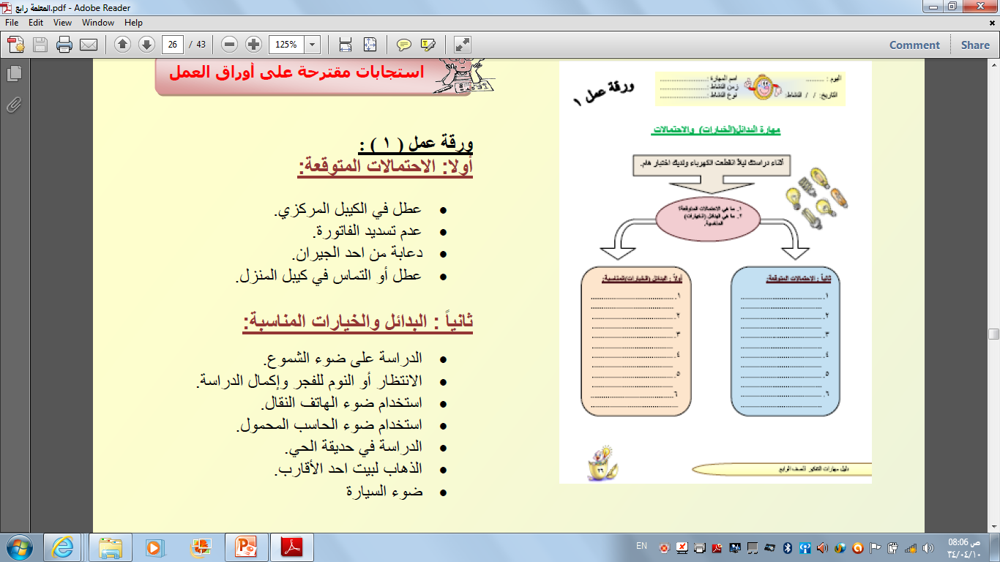 المعلمة رابع.pdf - Adobe Reader
File Edit View Window Help
26 / 43
125%
Comment Share
استجابات مقترحة على أوراق العمل
ورقة عمل ( ١ ) :
أولا: الاحتمالات المتوقعة:
• عطل في الكيبل المركزي.
• عدم تسديد الفاتورة.
• دعابة من احد الجيران.
• عطل أو التماس في كيبل المنزل.
ثانياً : البدائل والخيارات المناسبة:
• الدراسة على ضوء الشموع.
• الانتظار أو النوم للفجر وإكمال الدراسة.
• استخدام ضوء الهاتف النقال.
• استخدام ضوء الحاسب المحمول.
• الدراسة في حديقة الحي.
• الذهاب لبيت احد الأقارب.
• ضوء السيارة
ورقة عمل ١
اليوم : ..........
اسم المهارة :..........................
زمن النشاط :..........................
التاريخ: / / النشاط:
نوع النشاط :..........................
مهارة البدائل(الخيارات) والاحتمالات
أثناء دراستك ليلاً انقطعت الكهرباء ولديك اختبار هام.
١. ما هي الاحتمالات المتوقعة؟
٢. ما هي البدائل (الخيارات)
المناسبة.
ثانياً : الاحتمالات المتوقعة:
١.
٢.
٣.
٤.
٥.
٦.
أولاً : البدائل (الخيارات)المناسبة:
١.
٢.
٣.
٤.
٥.
٦
دليل مهارات التفكير الصف الرابع
٢٦
EN
08:06 ص
٣٤/٠٤/١٠